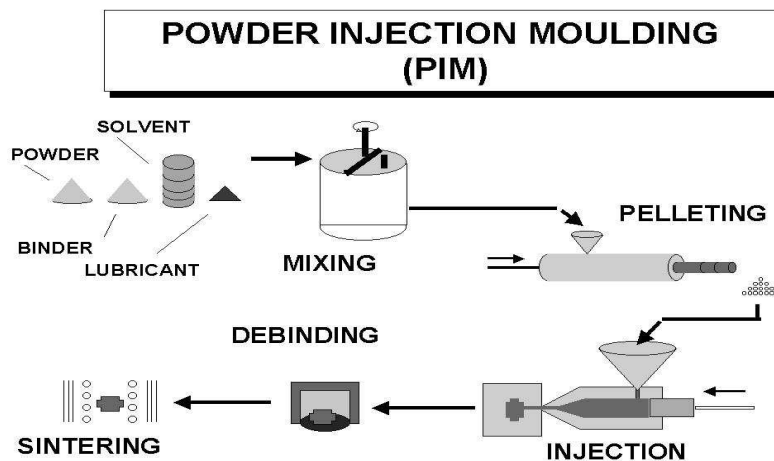 POWDER INJECTION MOULDING
(PIM)
SOLVENT
POWDER
BINDER
LUBRICANT
MIXING
PELLETING
DEBINDING
SINTERING
INJECTION